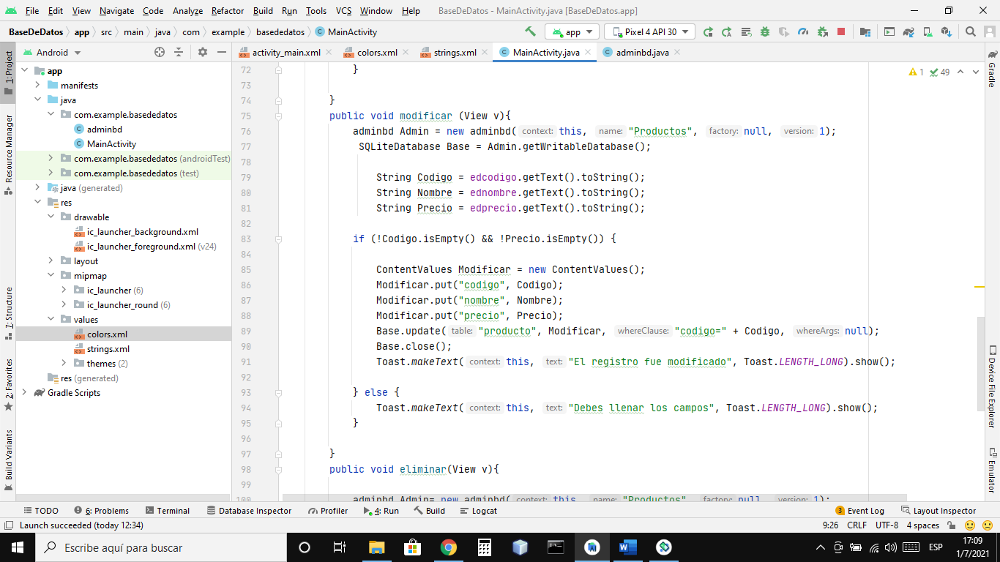 File Edit View Navigate Code Analyze Refactor Build Run Tools VCS Window Help BaseDeDatos - MainActivity.java [BaseDeDatos.app]
BaseDeDatos app src main java com example basededatos MainActivity app Pixel 4 API 30
Android activity_main.xml colors.xml strings.xml MainActivity.java adminbd.java
1: Project
Resource Manager
7: Structure
2: Favorites
Build Variants
app
manifests
java
com.example.basededatos
adminbd
MainActivity
com.example.basededatos (androidTest)
com.example.basededatos (test)
java (generated)
res
drawable
ic_launcher_background.xml
ic_launcher_foreground.xml (v24)
layout
mipmap
ic_launcher (6)
ic_launcher_round (6)
values
colors.xml
strings.xml
themes (2)
res (generated)
Gradle Scripts
1 49
72 }
73
74 }
75 public void modificar (View v){
76 adminbd Admin = new adminbd( context: this, name: "Productos", factory: null, version: 1);
77 SQLiteDatabase Base = Admin.getWritableDatabase();
78
79 String Codigo = edcodigo.getText().toString();
80 String Nombre = ednombre.getText().toString();
81 String Precio = edprecio.getText().toString();
82
83 if (!Codigo.isEmpty() && !Precio.isEmpty()) {
84
85 ContentValues Modificar = new ContentValues();
86 Modificar.put("codigo", Codigo);
87 Modificar.put("nombre", Nombre);
88 Modificar.put("precio", Precio);
89 Base.update( table: "producto", Modificar, whereClause: "codigo=" + Codigo, whereArgs: null);
90 Base.close();
91 Toast.makeText( context: this, text: "El registro fue modificado", Toast.LENGTH_LONG).show();
92
93 } else {
94 Toast.makeText( context: this, text: "Debes llenar los campos", Toast.LENGTH_LONG).show();
95 }
96
97 }
98 public void eliminar(View v){
99
100 adminbd Admin= new adminbd( context: this, name: "Productos", factory: null, version: 1);
Gradle
Device File Explorer
Emulator
TODO 6: Problems Terminal Database Inspector Profiler 4: Run Build Logcat 3 Event Log Layout Inspector
Launch succeeded (today 12:34) 9:26 CRLF UTF-8 4 spaces
Escribe aquí para buscar
ESP
17:09
1/7/2021